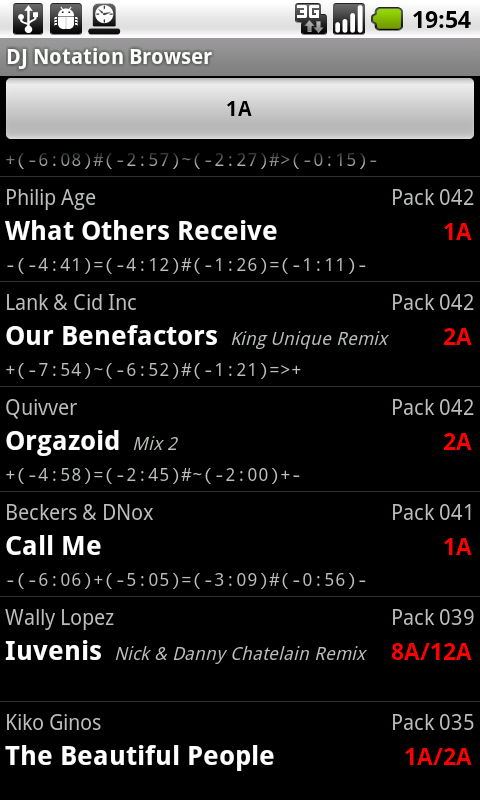 3G 19:54
DJ Notation Browser
1A
+(-6:08)#(-2:57)~(-2:27)#>(-0:15)-
Philip Age Pack 042
What Others Receive 1A
-(-4:41)=(-4:12)#(-1:26)=(-1:11)-
Lank & Cid Inc Pack 042
Our Benefactors King Unique Remix 2A
+(-7:54)~(-6:52)#(-1:21)=>+
Quivver Pack 042
Orgazoid Mix 2 2A
+(-4:58)=(-2:45)#~(-2:00)+-
Beckers & DNox Pack 041
Call Me 1A
-(-6:06)+(-5:05)=(-3:09)#(-0:56)-
Wally Lopez Pack 039
Iuvenis Nick & Danny Chatelain Remix 8A/12A
Kiko Ginos Pack 035
The Beautiful People 1A/2A